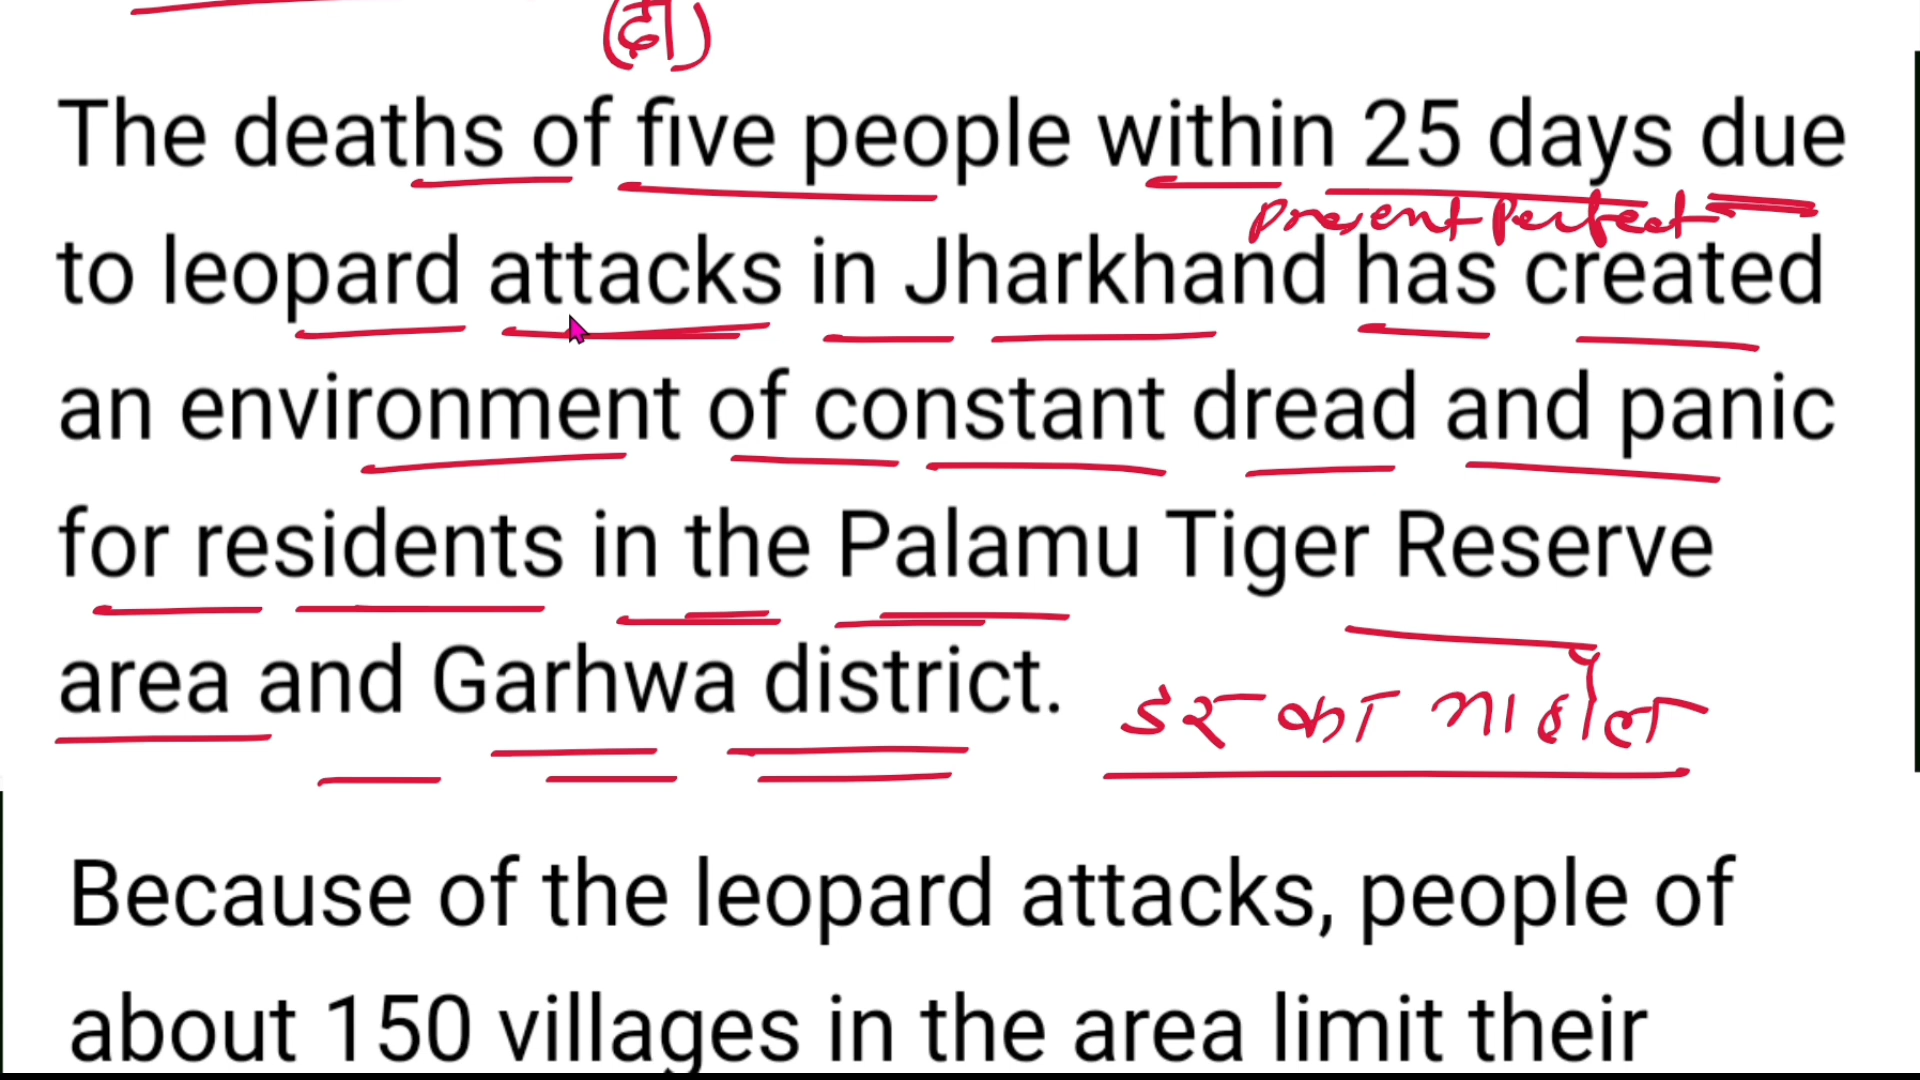 (ही)
The deaths of five people within 25 days due
present perfect
to leopard attacks in Jharkhand has created
an environment of constant dread and panic
for residents in the Palamu Tiger Reserve
area and Garhwa district.
डर का माहौल
Because of the leopard attacks, people of
about 150 villages in the area limit their